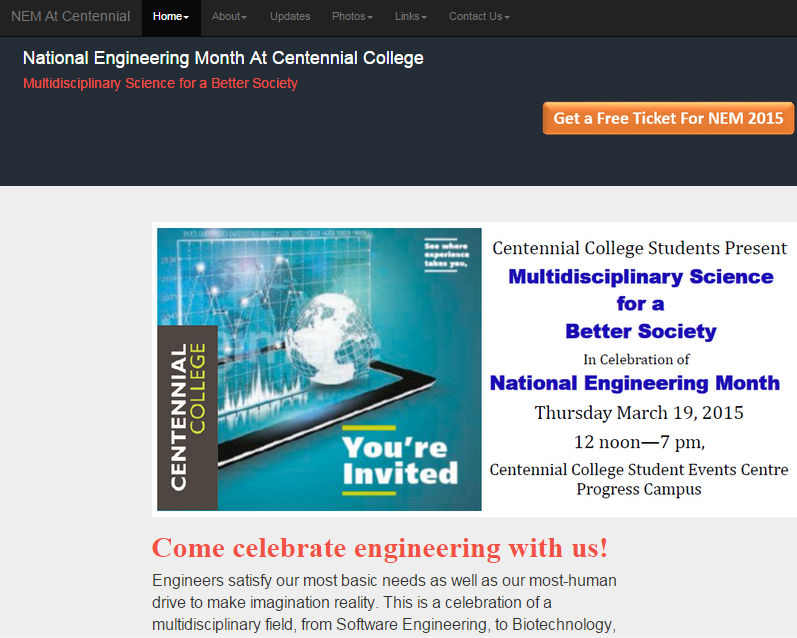 NEM At Centennial Home About Updates Photos Links Contact Us
National Engineering Month At Centennial College
Multidisciplinary Science for a Better Society
Get a Free Ticket For NEM 2015
See where
experience
takes you.
CENTENNIAL
COLLEGE
You're
Invited
Centennial College Students Present
Multidisciplinary Science
for a
Better Society
In Celebration of
National Engineering Month
Thursday March 19, 2015
12 noon—7 pm,
Centennial College Student Events Centre
Progress Campus
Come celebrate engineering with us!
Engineers satisfy our most basic needs as well as our most-human
drive to make imagination reality. This is a celebration of a
multidisciplinary field, from Software Engineering, to Biotechnology,